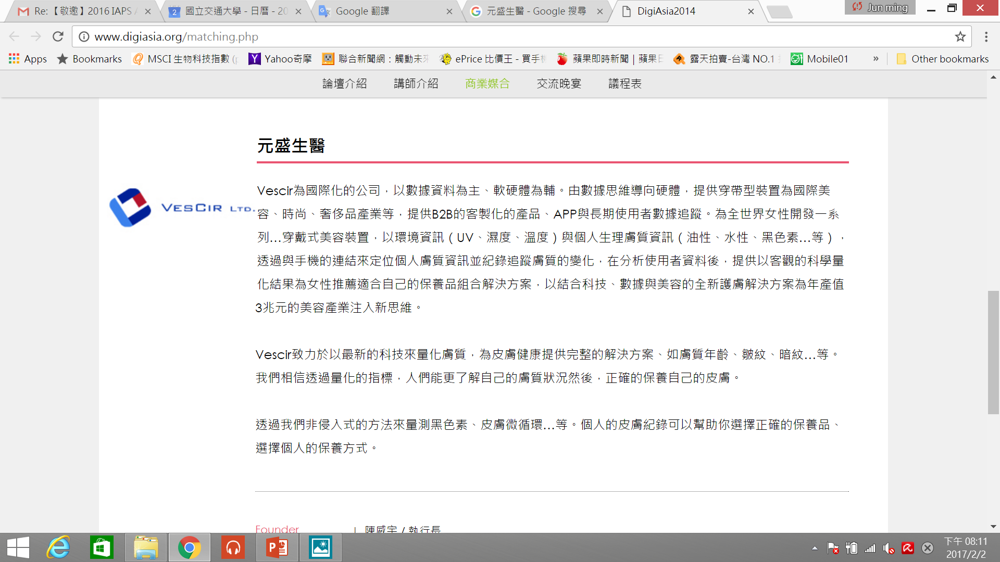 Re: 【敬邀】2016 IAPS
國立交通大學 - 日曆 - 20
Google 翻譯
元盛生醫 - Google 搜尋
DigiAsia2014
Jun ming
www.digiasia.org/matching.php
Apps
Bookmarks
MSCI 生物科技指數
Yahoo奇摩
聯合新聞網：觸動未來
ePrice 比價王 - 買手機
蘋果即時新聞｜蘋果日
露天拍賣-台灣 NO.1
Mobile01
»
Other bookmarks
論壇介紹
講師介紹
商業媒合
交流晚宴
議程表
元盛生醫
VESCIR LTD.
Vescir為國際化的公司，以數據資料為主、軟硬體為輔。由數據思維導向硬體，提供穿帶型裝置為國際美
容、時尚、奢侈品產業等，提供B2B的客製化的產品、APP與長期使用者數據追蹤。為全世界女性開發一系
列…穿戴式美容裝置，以環境資訊（UV、濕度、溫度）與個人生理膚質資訊（油性、水性、黑色素…等），
透過與手機的連結來定位個人膚質資訊並紀錄追蹤膚質的變化，在分析使用者資料後，提供以客觀的科學量
化結果為女性推薦適合自己的保養品組合解決方案，以結合科技、數據與美容的全新護膚解決方案為年產值
3兆元的美容產業注入新思維。
Vescir致力於以最新的科技來量化膚質，為皮膚健康提供完整的解決方案、如膚質年齡、皺紋、暗紋…等。
我們相信透過量化的指標，人們能更了解自己的膚質狀況然後，正確的保養自己的皮膚。
透過我們非侵入式的方法來量測黑色素、皮膚微循環…等。個人的皮膚紀錄可以幫助你選擇正確的保養品、
選擇個人的保養方式。
Founder | 陳威宇 / 執行長
下午 08:11
2017/2/2